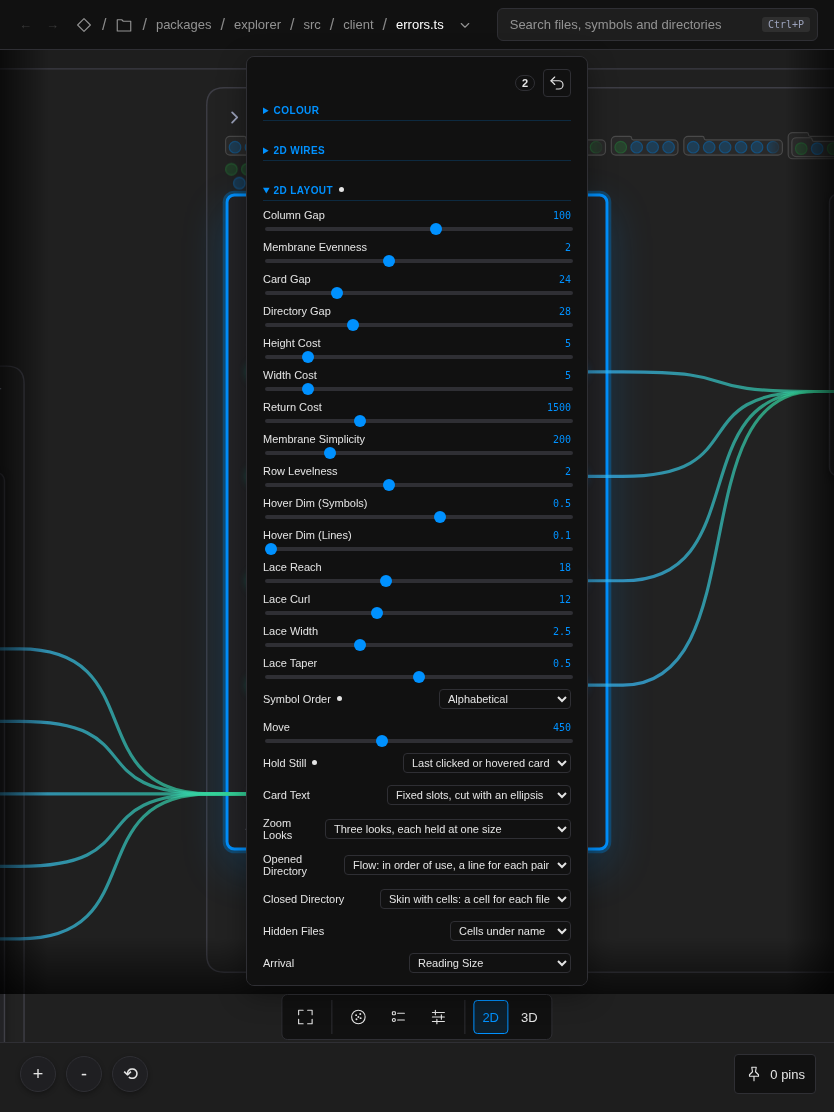 / / packages / explorer / src / client / errors.ts
Search files, symbols and directories Ctrl+P
2
COLOUR
2D WIRES
2D LAYOUT
Column Gap 100
Membrane Evenness 2
Card Gap 24
Directory Gap 28
Height Cost 5
Width Cost 5
Return Cost 1500
Membrane Simplicity 200
Row Levelness 2
Hover Dim (Symbols) 0.5
Hover Dim (Lines) 0.1
Lace Reach 18
Lace Curl 12
Lace Width 2.5
Lace Taper 0.5
Symbol Order Alphabetical
Move 450
Hold Still Last clicked or hovered card
Card Text Fixed slots, cut with an ellipsis
Zoom Looks Three looks, each held at one size
Opened Directory Flow: in order of use, a line for each pair
Closed Directory Skin with cells: a cell for each file
Hidden Files Cells under name
Arrival Reading Size
2D 3D
+ - 0 pins